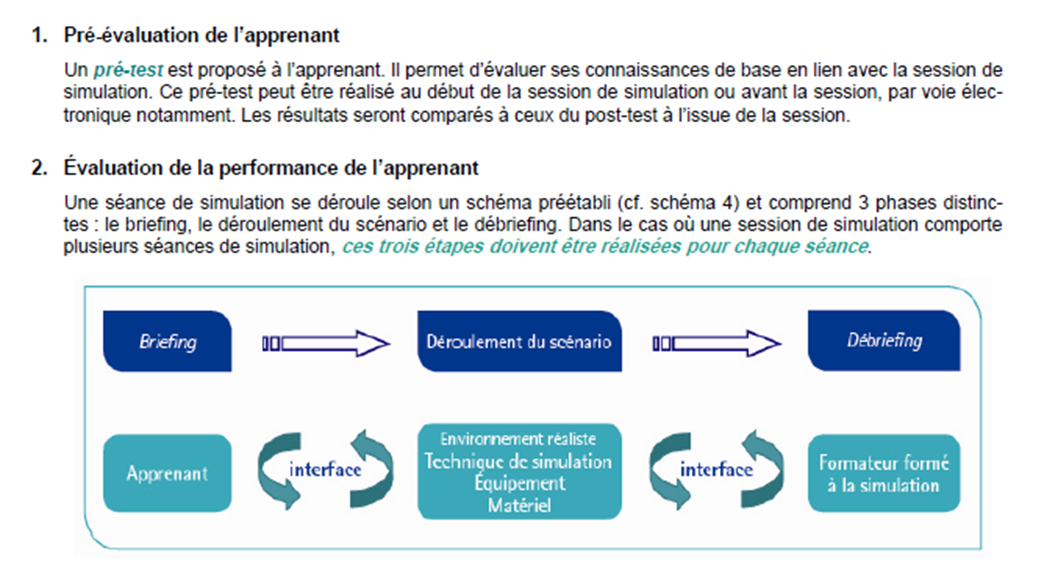 1. Pré-évaluation de l'apprenant
Un pré-test est proposé à l'apprenant. Il permet d'évaluer ses connaissances de base en lien avec la session de
simulation. Ce pré-test peut être réalisé au début de la session de simulation ou avant la session, par voie élec-
tronique notamment. Les résultats seront comparés à ceux du post-test à l'issue de la session.
2. Évaluation de la performance de l'apprenant
Une séance de simulation se déroule selon un schéma préétabli (cf. schéma 4) et comprend 3 phases distinc-
tes : le briefing, le déroulement du scénario et le débriefing. Dans le cas où une session de simulation comporte
plusieurs séances de simulation, ces trois étapes doivent être réalisées pour chaque séance.
Briefing
Déroulement du scénario
Débriefing
Apprenant
interface
Environnement réaliste
Technique de simulation
Équipement
Matériel
interface
Formateur formé
à la simulation